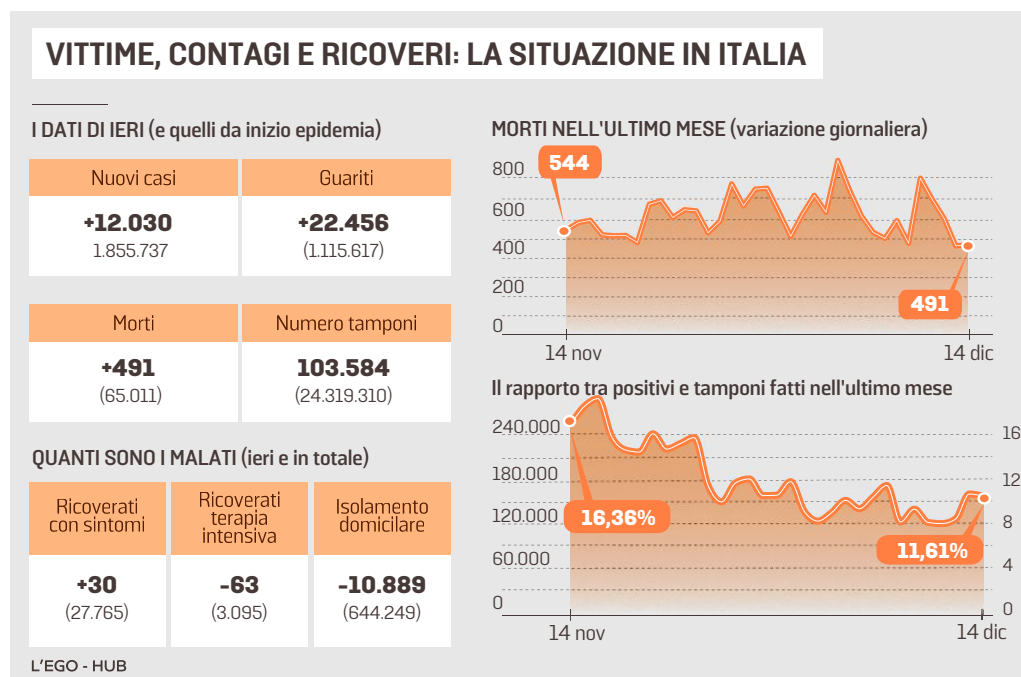 VITTIME, CONTAGI E RICOVERI: LA SITUAZIONE IN ITALIA
I DATI DI IERI (e quelli da inizio epidemia)
Nuovi casi
Guariti
+12.030
1.855.737
+22.456
(1.115.617)
Morti
Numero tamponi
+491
(65.011)
103.584
(24.319.310)
QUANTI SONO I MALATI (ieri e in totale)
Ricoverati
con sintomi
Ricoverati
terapia
intensiva
Isolamento
domicilare
+30
(27.765)
-63
(3.095)
-10.889
(644.249)
L'EGO - HUB
MORTI NELL'ULTIMO MESE (variazione giornaliera)
800
600
400
200
0
544
491
14 nov
14 dic
Il rapporto tra positivi e tamponi fatti nell'ultimo mese
240.000
180.000
120.000
60.000
0
16
12
8
4
0
16,36%
11,61%
14 nov
14 dic